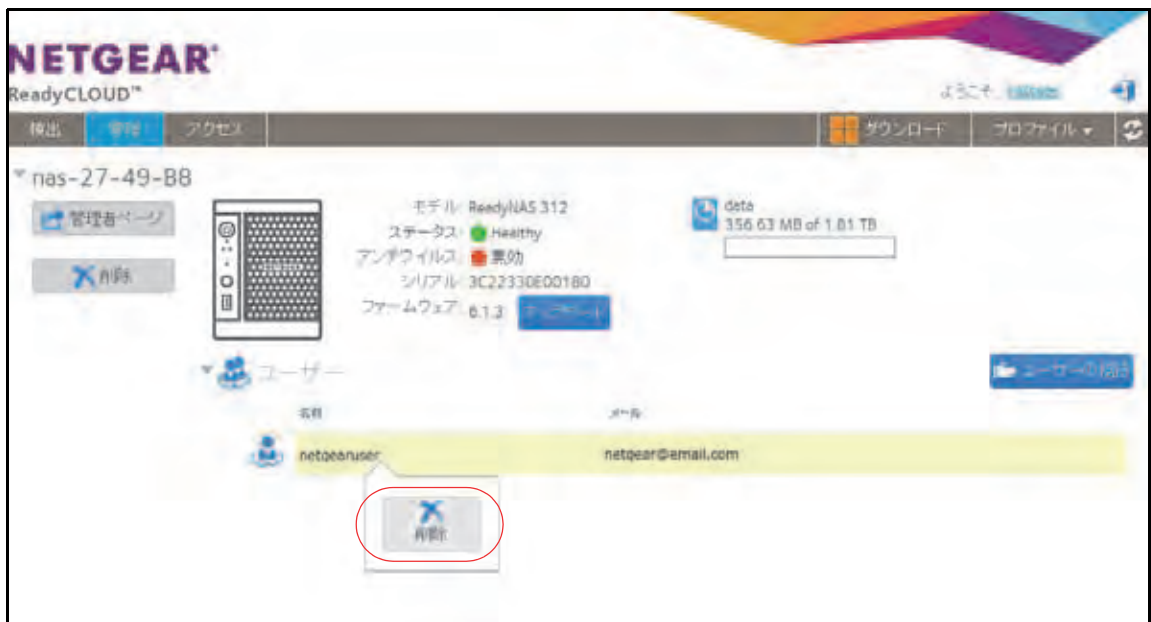 NETGEAR®
ReadyCLOUD™
ようこそ、
検出 管理 アクセス ダウンロード プロファイル
nas-27-49-B8
管理者ページ
削除
モデル: ReadyNAS 312
ステータス: Healthy
アンチウイルス: 無効
シリアル: 3C22330E00180
ファームウェア: 6.1.3
data
356.63 MB of 1.81 TB
ユーザー
名前 メール
netgearuser netgear@email.com
削除